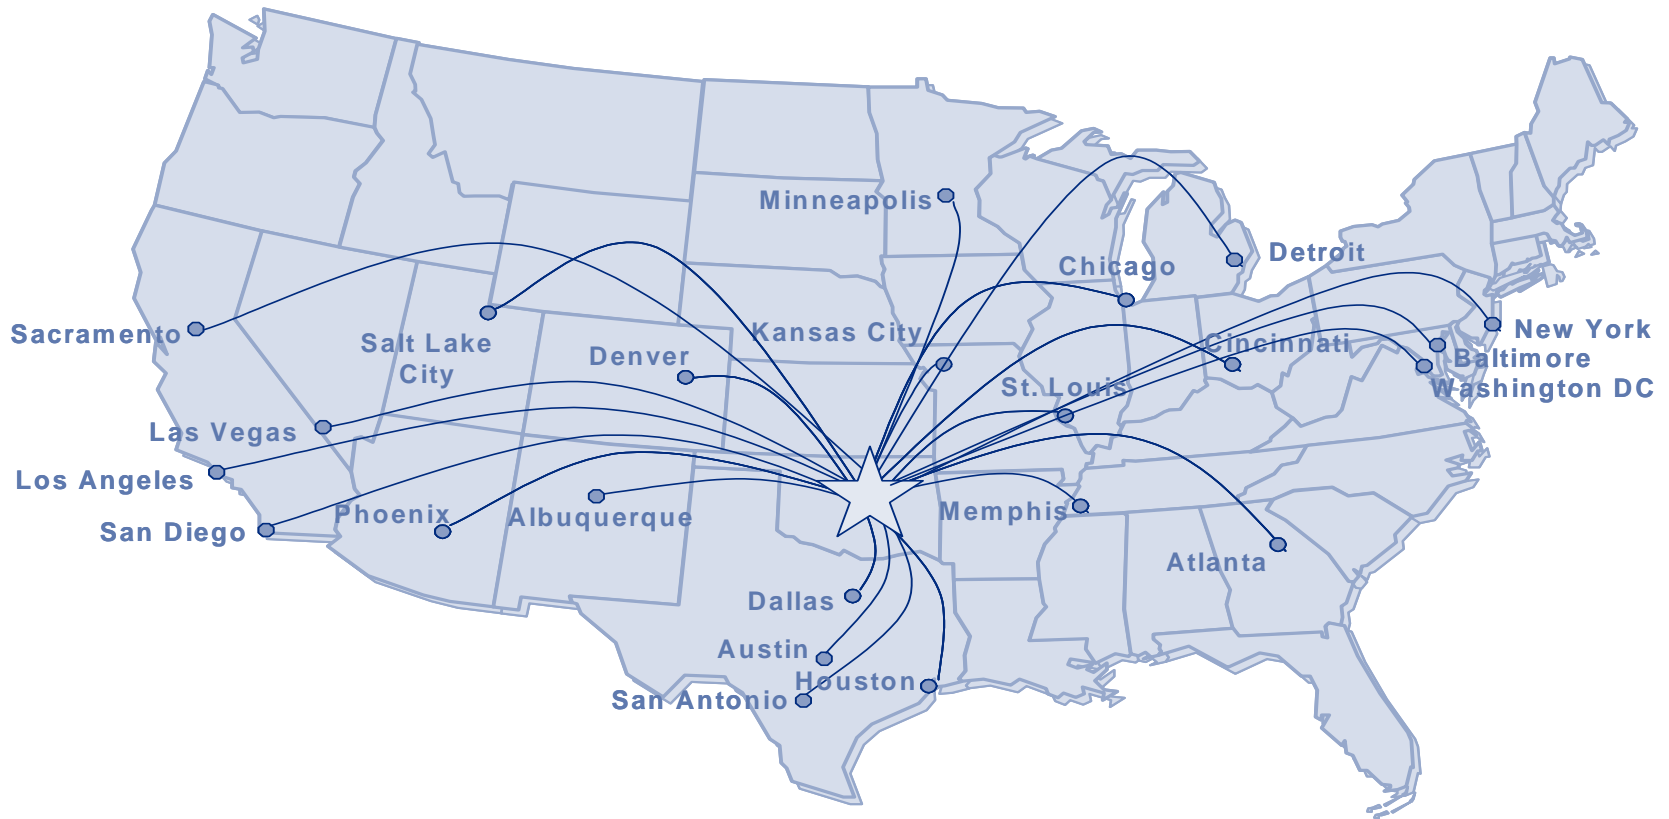 Minneapolis
Detroit
Chicago
Sacramento
Salt Lake
City
Denver
Kansas City
Cincinnati
New York
Baltimore
Washington DC
St. Louis
Las Vegas
Los Angeles
San Diego
Phoenix
Albuquerque
Memphis
Atlanta
Dallas
Austin
Houston
San Antonio